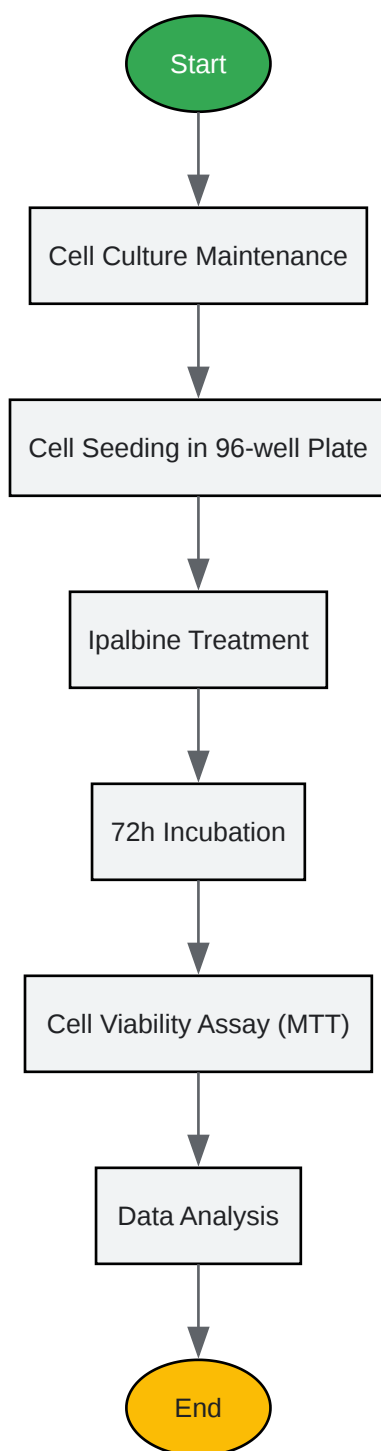 Start
Cell Culture Maintenance
Cell Seeding in 96-well Plate
Ipalbine Treatment
72h Incubation
Cell Viability Assay (MTT)
Data Analysis
End